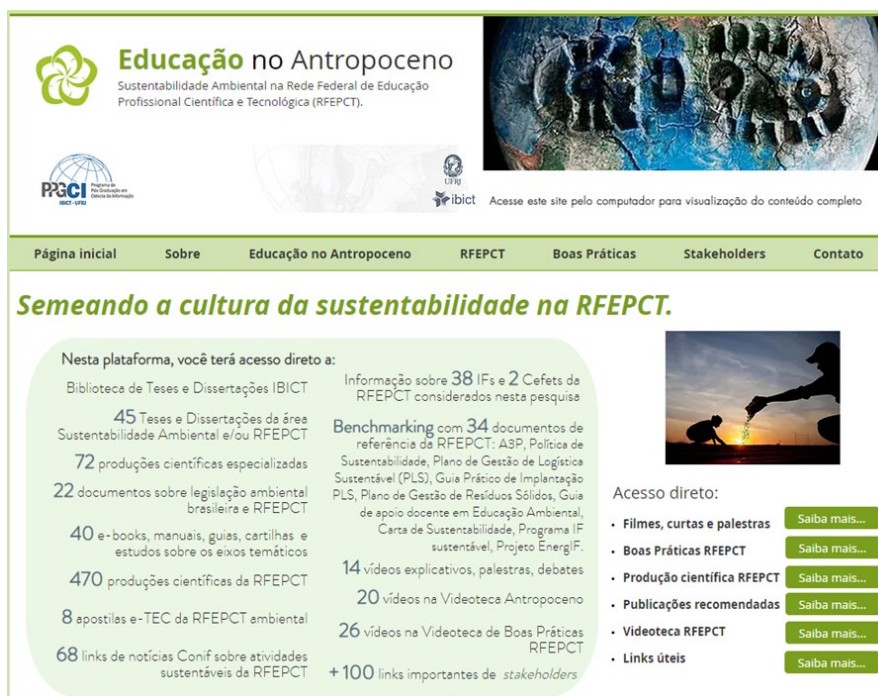 Educação no Antropoceno
Sustentabilidade Ambiental na Rede Federal de Educação
Profissional Científica e Tecnológica (RFEPCT).
PPGCI
Programa de
Pós-Graduação em
Ciência da Informação
IBICT - UFRJ
UFRJ
ibict
Acesse este site pelo computador para visualização do conteúdo completo
Página inicial Sobre Educação no Antropoceno RFEPCT Boas Práticas Stakeholders Contato
Semeando a cultura da sustentabilidade na RFEPCT.
Nesta plataforma, você terá acesso direto a:
Biblioteca de Teses e Dissertações IBICT
45 Teses e Dissertações da área
Sustentabilidade Ambiental e/ou RFEPCT
72 produções científicas especializadas
22 documentos sobre legislação ambiental
brasileira e RFEPCT
40 e-books, manuais, guias, cartilhas e
estudos sobre os eixos temáticos
470 produções científicas da RFEPCT
8 apostilas e-TEC da RFEPCT ambiental
68 links de notícias Conif sobre atividades
sustentáveis da RFEPCT
Informação sobre 38 IFs e 2 Cefets da
RFEPCT considerados nesta pesquisa
Benchmarking com 34 documentos de
referência da RFEPCT: A3P, Política de
Sustentabilidade, Plano de Gestão de Logística
Sustentável (PLS), Guia Prático de Implantação
PLS, Plano de Gestão de Resíduos Sólidos, Guia
de apoio docente em Educação Ambiental,
Carta de Sustentabilidade, Programa IF
sustentável, Projeto EnergIF.
14 vídeos explicativos, palestras, debates
20 vídeos na Videoteca Antropoceno
26 vídeos na Videoteca de Boas Práticas
RFEPCT
+100 links importantes de stakeholders
Acesso direto:
• Filmes, curtas e palestras Saiba mais...
• Boas Práticas RFEPCT Saiba mais...
• Produção científica RFEPCT Saiba mais...
• Publicações recomendadas Saiba mais...
• Videoteca RFEPCT Saiba mais...
• Links úteis Saiba mais...